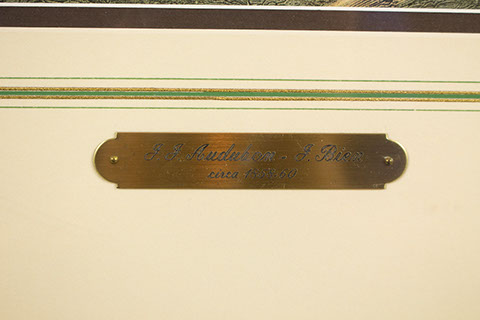 J. J. Audubon - J. Bien
circa